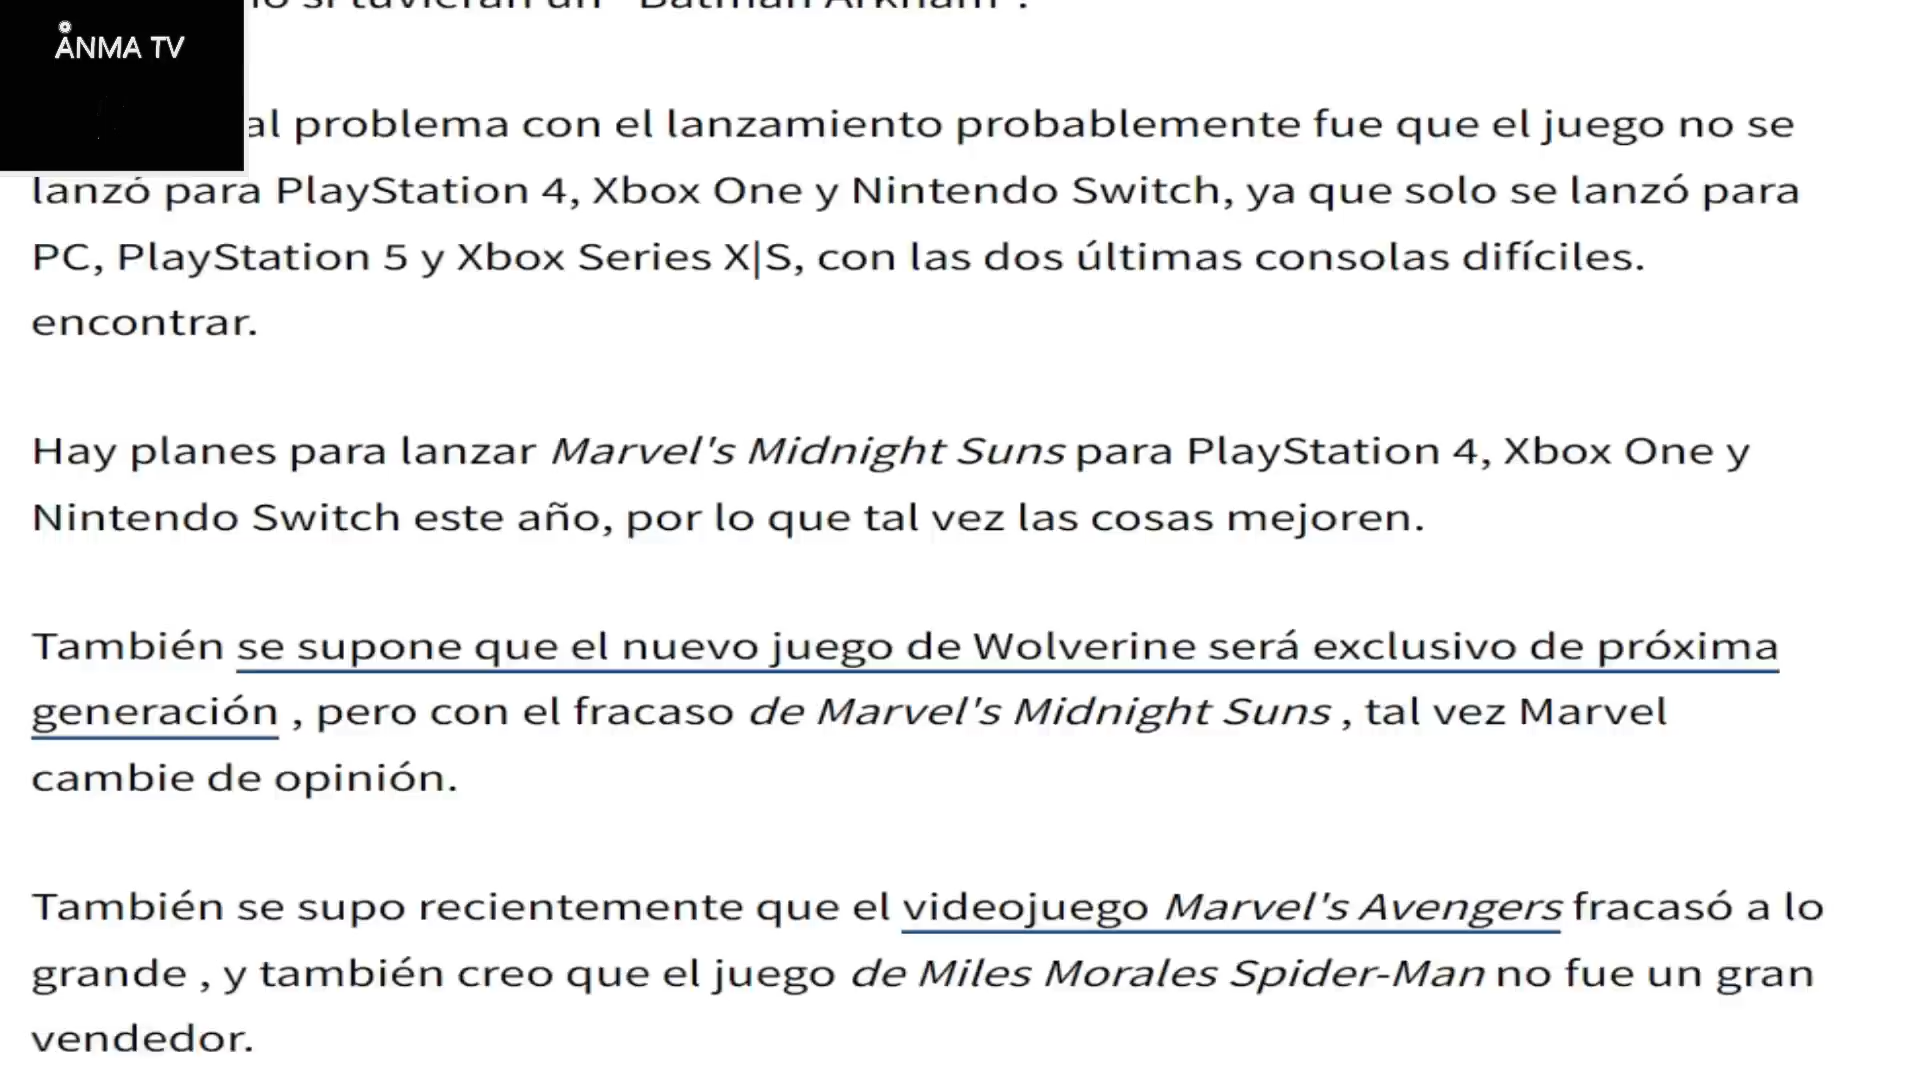 ÅNMA TV
si tuvieran un "Batman Arkham".
al problema con el lanzamiento probablemente fue que el juego no se
lanzó para PlayStation 4, Xbox One y Nintendo Switch, ya que solo se lanzó para
PC, PlayStation 5 y Xbox Series X|S, con las dos últimas consolas difíciles.
encontrar.
Hay planes para lanzar Marvel's Midnight Suns para PlayStation 4, Xbox One y
Nintendo Switch este año, por lo que tal vez las cosas mejoren.
También se supone que el nuevo juego de Wolverine será exclusivo de próxima
generación , pero con el fracaso de Marvel's Midnight Suns , tal vez Marvel
cambie de opinión.
También se supo recientemente que el videojuego Marvel's Avengers fracasó a lo
grande , y también creo que el juego de Miles Morales Spider-Man no fue un gran
vendedor.